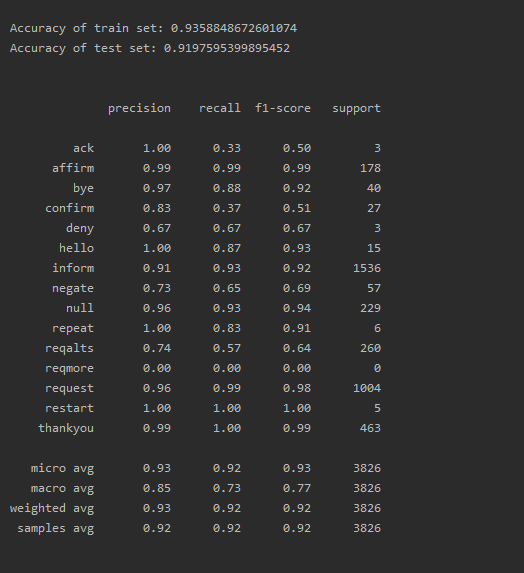 Accuracy of train set: 0.9358848672601074
Accuracy of test set: 0.9197595399895452
precision recall f1-score support
ack 1.00 0.33 0.50 3
affirm 0.99 0.99 0.99 178
bye 0.97 0.88 0.92 40
confirm 0.83 0.37 0.51 27
deny 0.67 0.67 0.67 3
hello 1.00 0.87 0.93 15
inform 0.91 0.93 0.92 1536
negate 0.73 0.65 0.69 57
null 0.96 0.93 0.94 229
repeat 1.00 0.83 0.91 6
reqalts 0.74 0.57 0.64 260
reqmore 0.00 0.00 0.00 0
request 0.96 0.99 0.98 1004
restart 1.00 1.00 1.00 5
thankyou 0.99 1.00 0.99 463
micro avg 0.93 0.92 0.93 3826
macro avg 0.85 0.73 0.77 3826
weighted avg 0.93 0.92 0.92 3826
samples avg 0.92 0.92 0.92 3826